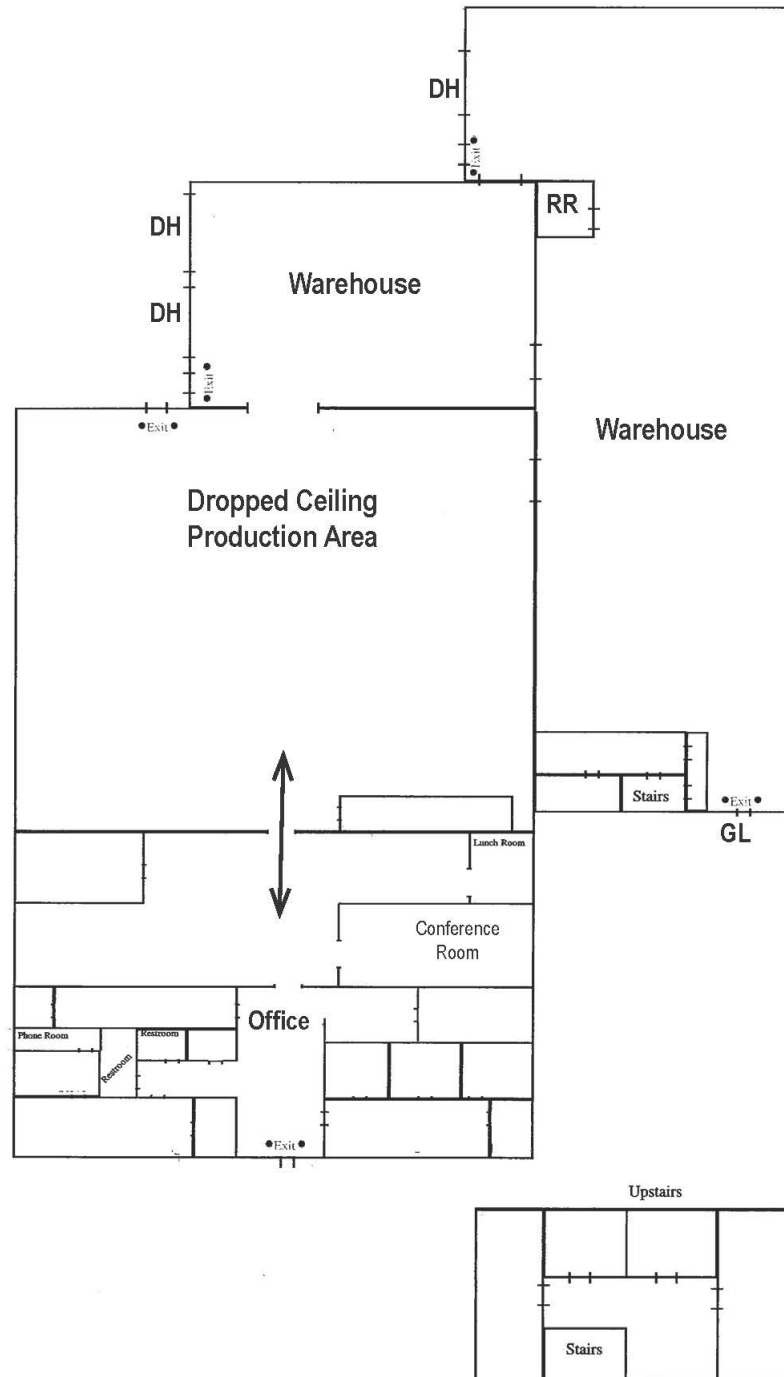 DH
Exit
RR
DH
Warehouse
DH
Exit
Exit
Warehouse
Dropped Ceiling
Production Area
Stairs
Exit
GL
Lunch Room
Conference
Room
Office
Phone Room
Restroom
Restroom
Exit
Upstairs
Stairs